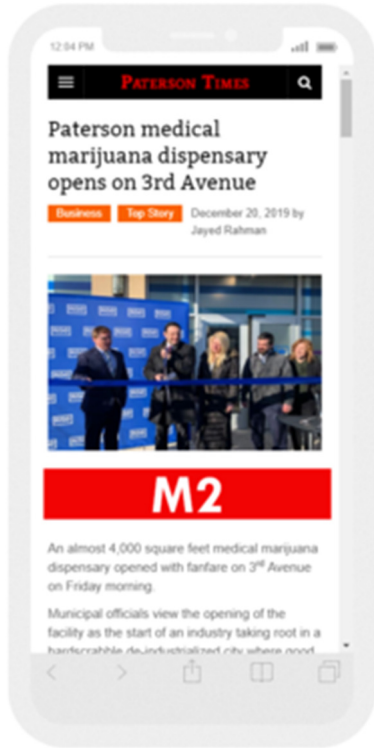 12:04 PM
PATERSON TIMES
Paterson medical
marijuana dispensary
opens on 3rd Avenue
Business Top Story December 20, 2019 by
Jayed Rahman
M2
An almost 4,000 square feet medical marijuana
dispensary opened with fanfare on 3rd Avenue
on Friday morning.
Municipal officials view the opening of the
facility as the start of an industry taking root in a
hardscrabble de-industrialized city where good